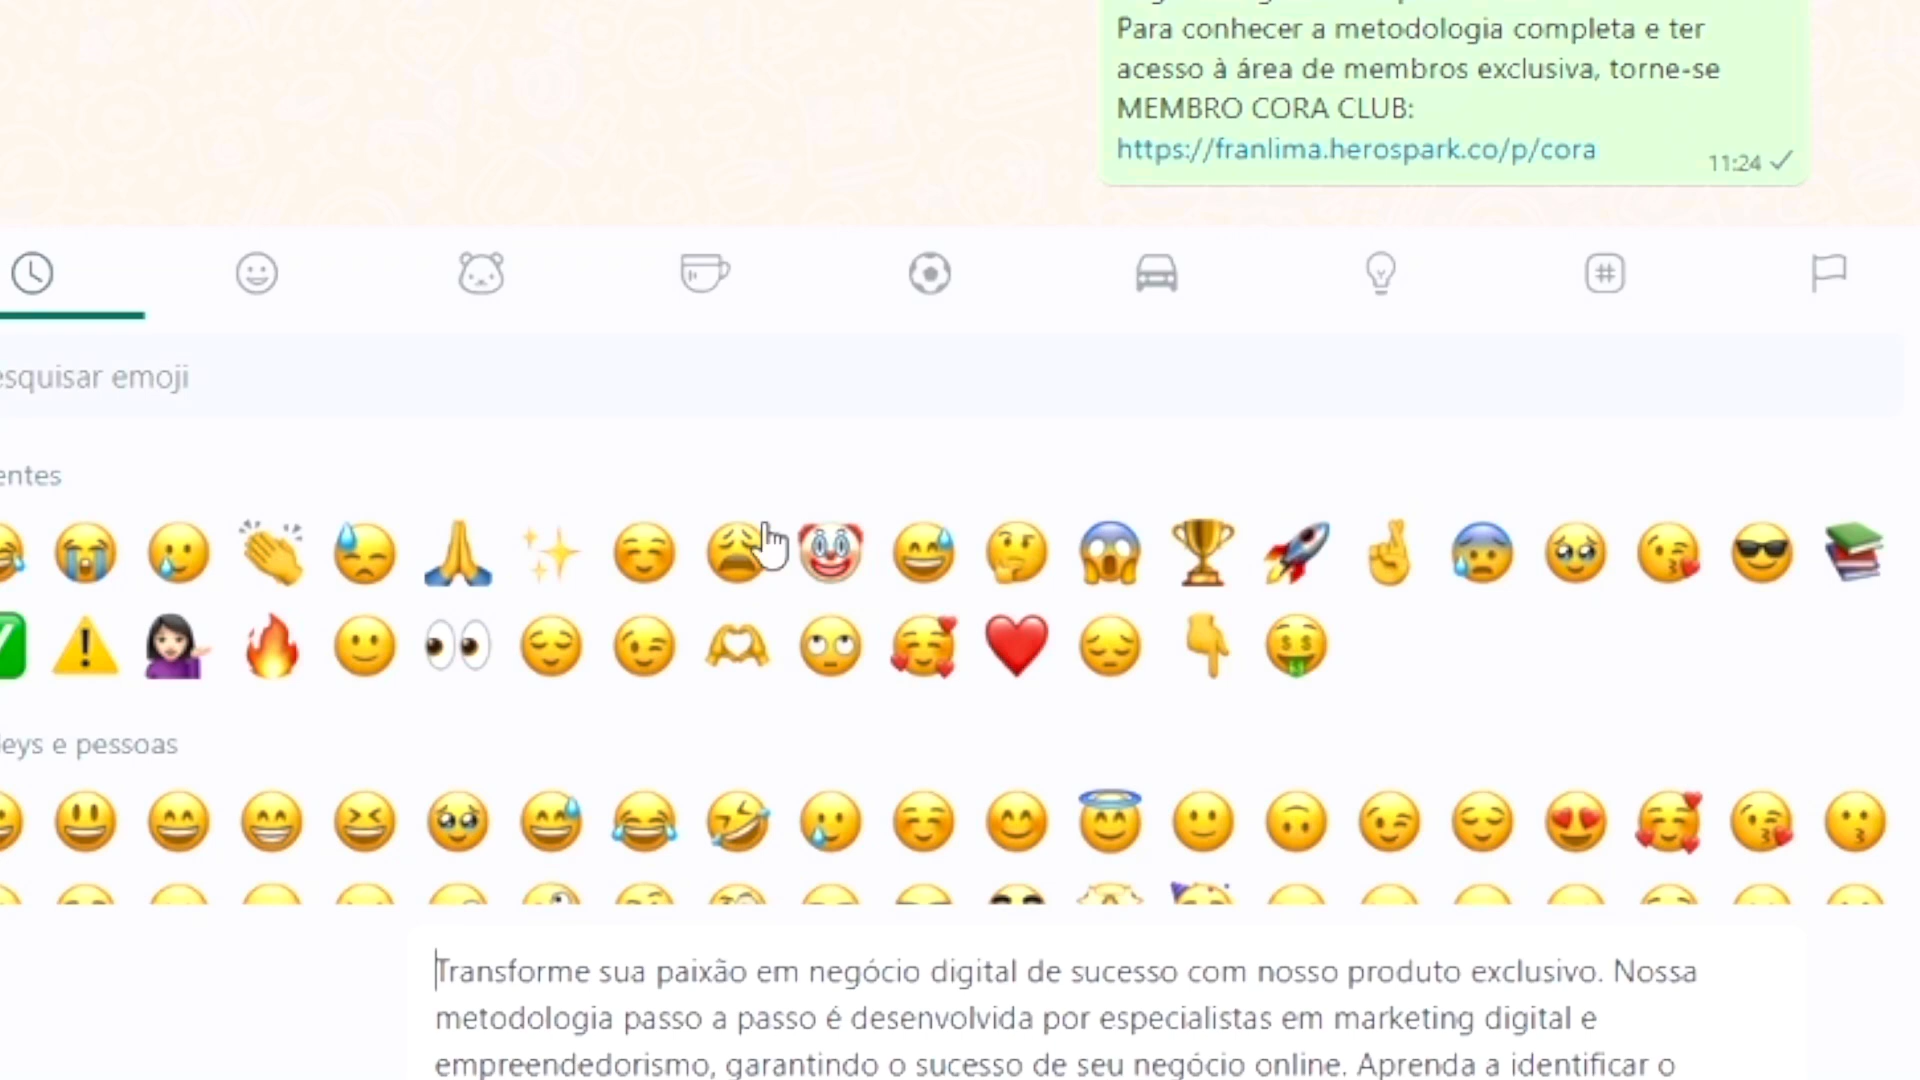 Para conhecer a metodologia completa e ter
acesso à área de membros exclusiva, torne-se
MEMBRO CORA CLUB:
https://franlima.herospark.co/p/cora
11:24
esquisar emoji
entes
leys e pessoas
Transforme sua paixão em negócio digital de sucesso com nosso produto exclusivo. Nossa
metodologia passo a passo é desenvolvida por especialistas em marketing digital e
empreendedorismo, garantindo o sucesso de seu negócio online. Aprenda a identificar o